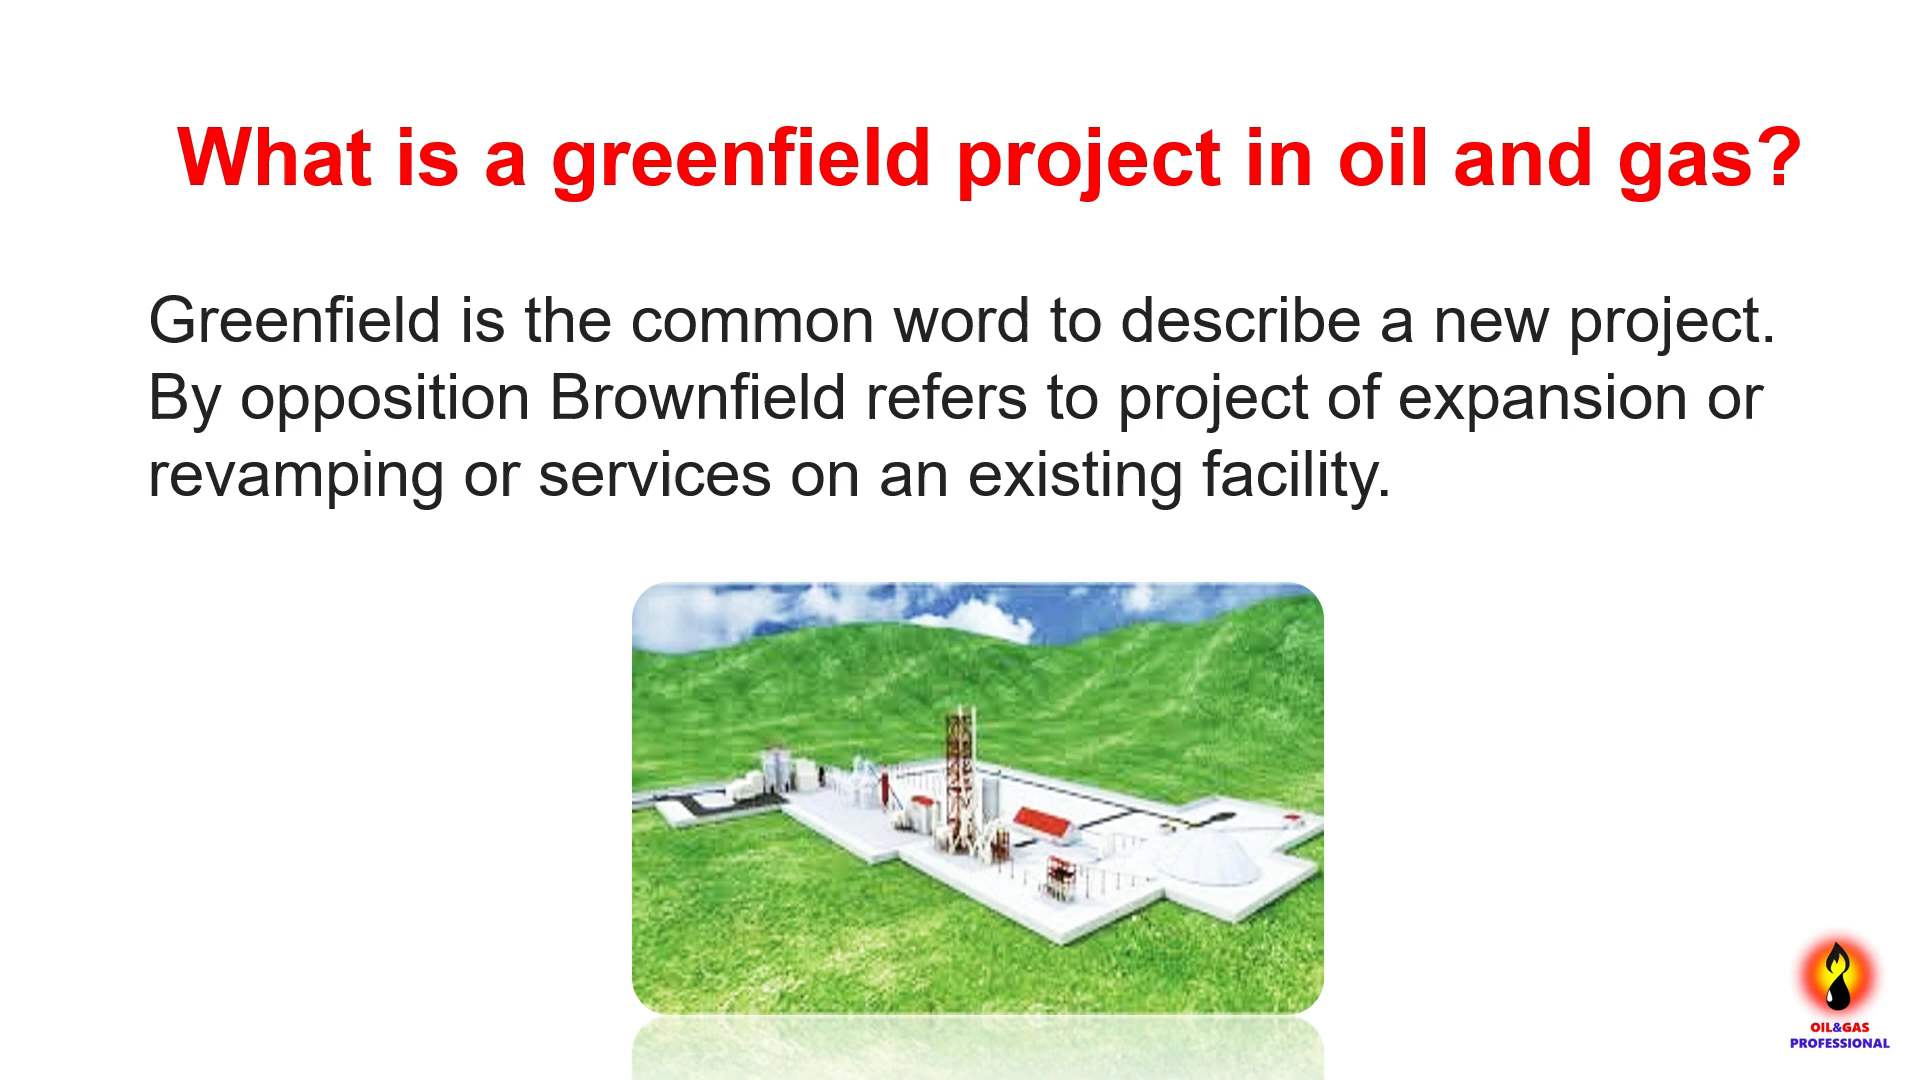 What is a greenfield project in oil and gas?
Greenfield is the common word to describe a new project.
By opposition Brownfield refers to project of expansion or
revamping or services on an existing facility.
OIL&GAS
PROFESSIONAL